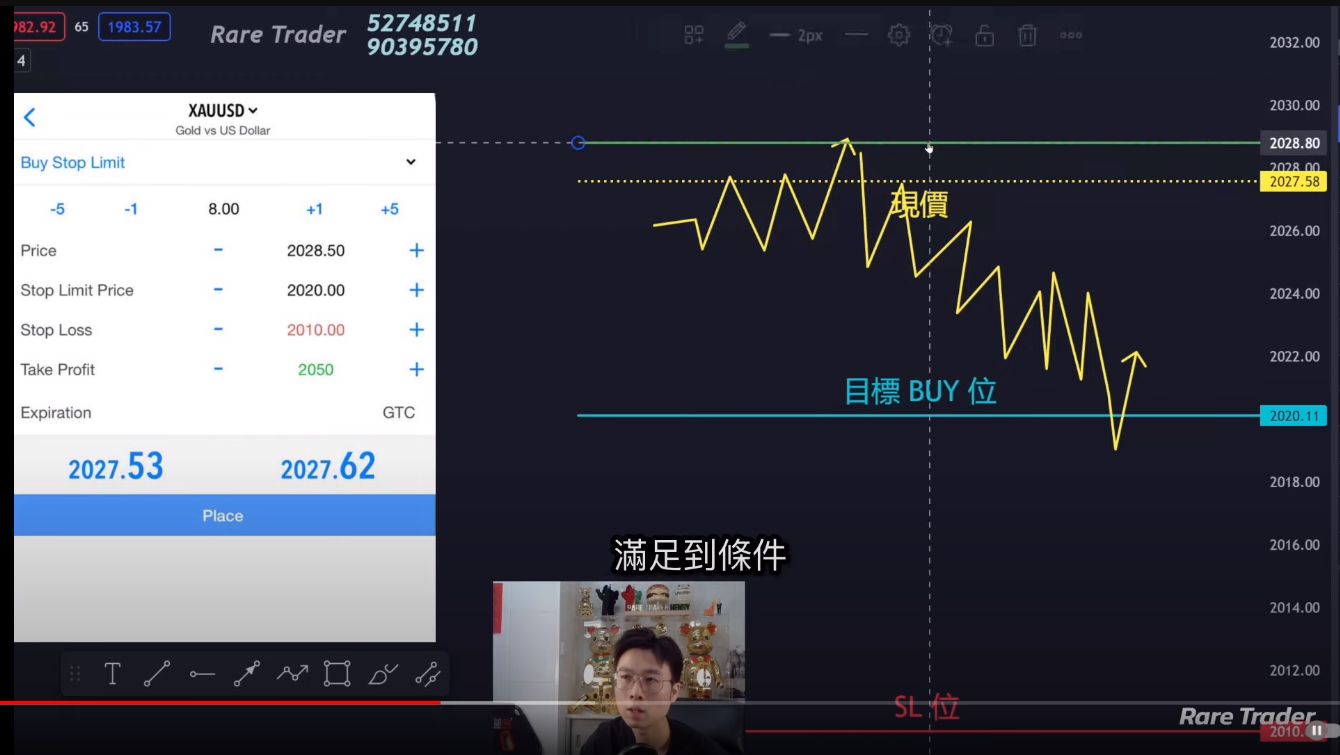 982.92 65 1983.57
Rare Trader
52748511
90395780
4
2px
XAUUSD
Gold vs US Dollar
Buy Stop Limit
-5 -1 8.00 +1 +5
Price - 2028.50 +
Stop Limit Price - 2020.00 +
Stop Loss - 2010.00 +
Take Profit - 2050 +
Expiration GTC
2027.53 2027.62
Place
2032.00
2030.00
2028.80
2028.00
2027.58
現價
2026.00
2024.00
2022.00
目標 BUY 位
2020.11
2018.00
滿足到條件
2016.00
2014.00
2012.00
T
SL 位
Rare Trader
2010.